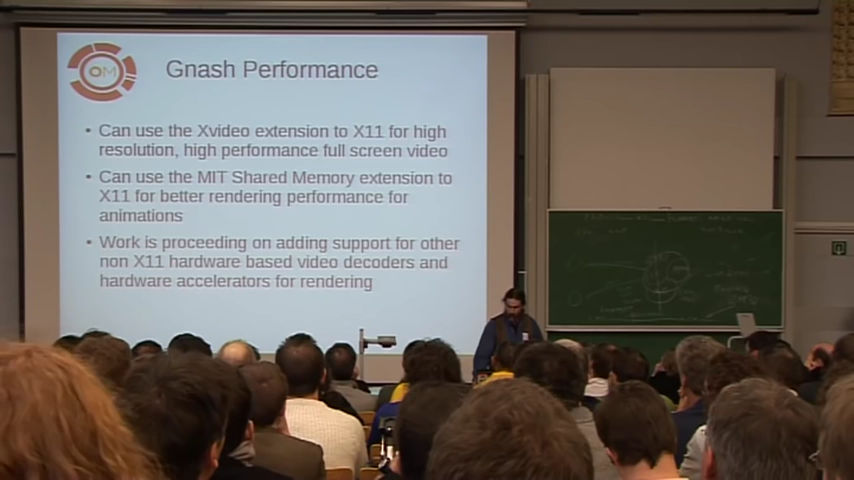 OM
Gnash Performance
• Can use the Xvideo extension to X11 for high
resolution, high performance full screen video
• Can use the MIT Shared Memory extension to
X11 for better rendering performance for
animations
• Work is proceeding on adding support for other
non X11 hardware based video decoders and
hardware accelerators for rendering